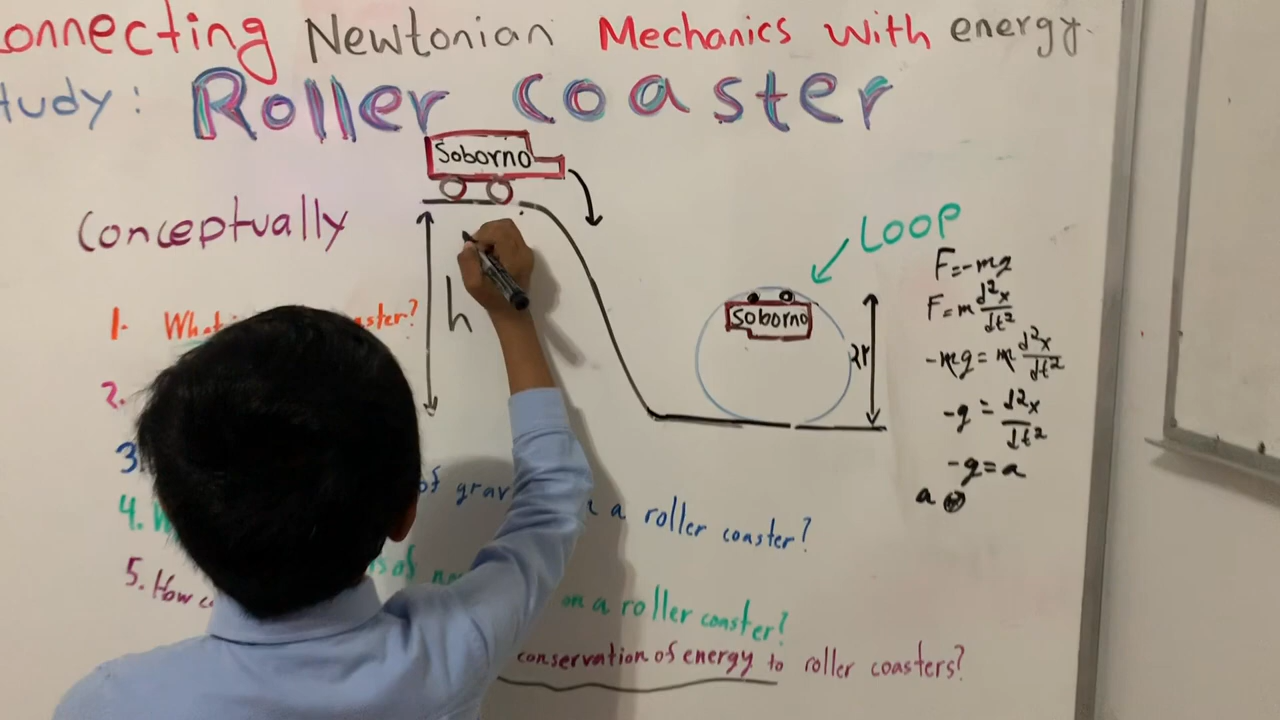 onnecting Newtonian Mechanics with energy.
tudy: Roller coaster
Soborno
Conceptually
LOOP
h
Soborno
2r
F=-mg
F=m d²x/dt²
-mg = m d²x/dt²
-g = d²x/dt²
-g=a
a
1. What ster?
2.
3 of grav a roller coaster?
4. W s of on a roller coaster?
5. How c conservation of energy to roller coasters?